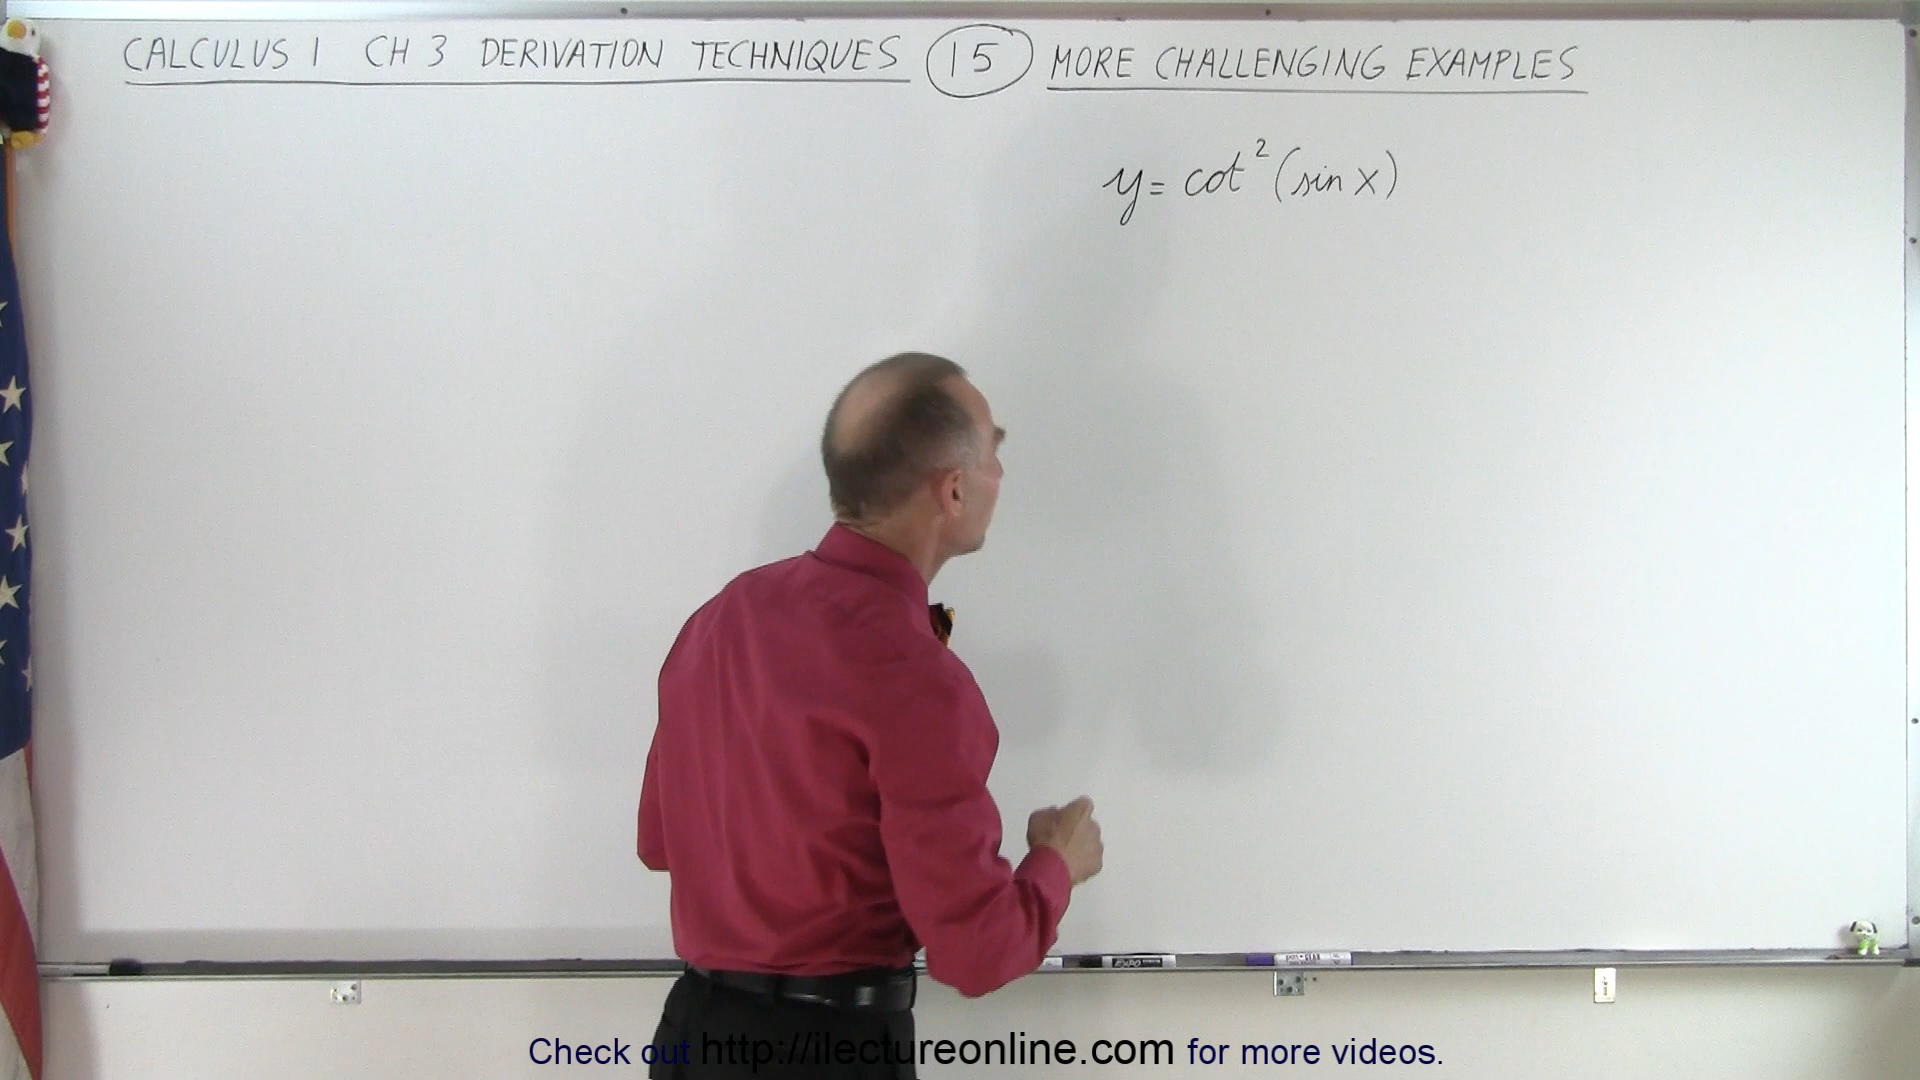 CALCULUS 1 CH 3 DERIVATION TECHNIQUES 15 MORE CHALLENGING EXAMPLES
y = cot² (sin x)
Check out http://ilectureonline.com for more videos.